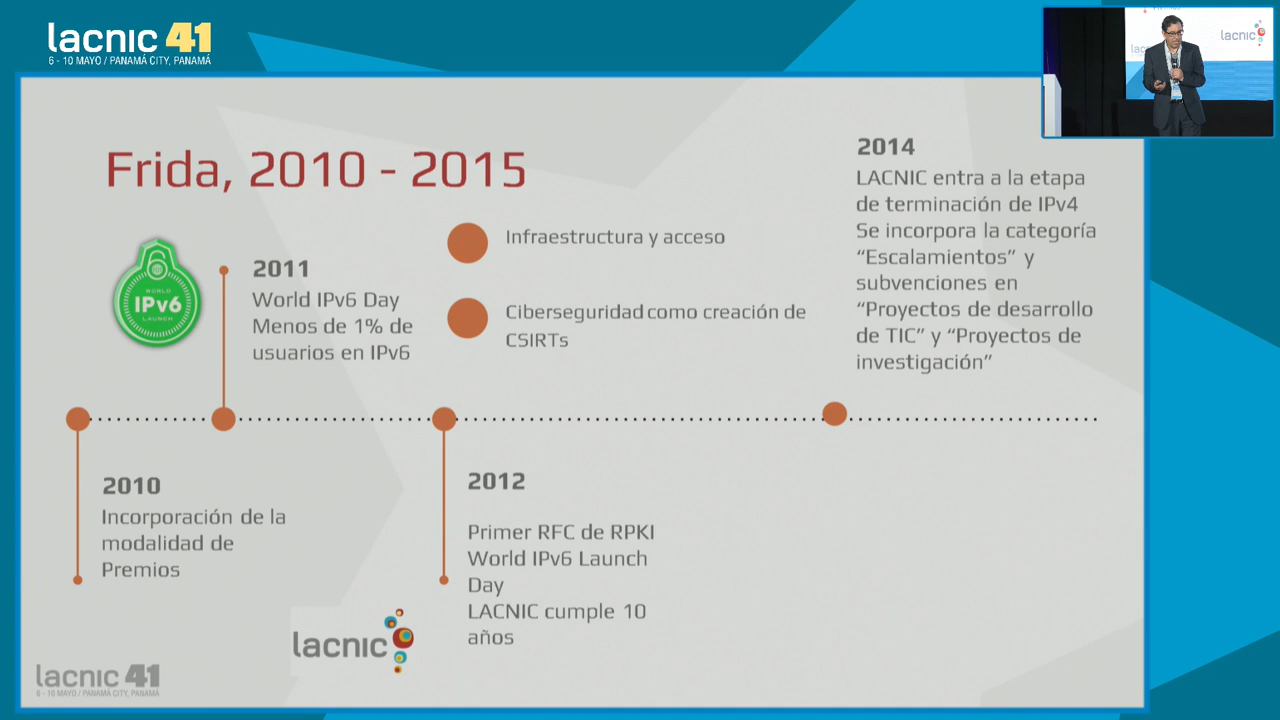 lacnic 41
6 - 10 MAYO / PANAMÁ CITY, PANAMÁ
lacnic
Frida, 2010 - 2015
WORLD
IPv6
LAUNCH
2011
World IPv6 Day
Menos de 1% de
usuarios en IPv6
Infraestructura y acceso
Ciberseguridad como creación de
CSIRTs
2014
LACNIC entra a la etapa
de terminación de IPv4
Se incorpora la categoría
“Escalamientos” y
subvenciones en
“Proyectos de desarrollo
de TIC” y “Proyectos de
investigación”
2010
Incorporación de la
modalidad de
Premios
2012
Primer RFC de RPKI
World IPv6 Launch
Day
LACNIC cumple 10
años
lacnic
lacnic 41
6 - 10 MAYO / PANAMÁ CITY, PANAMÁ